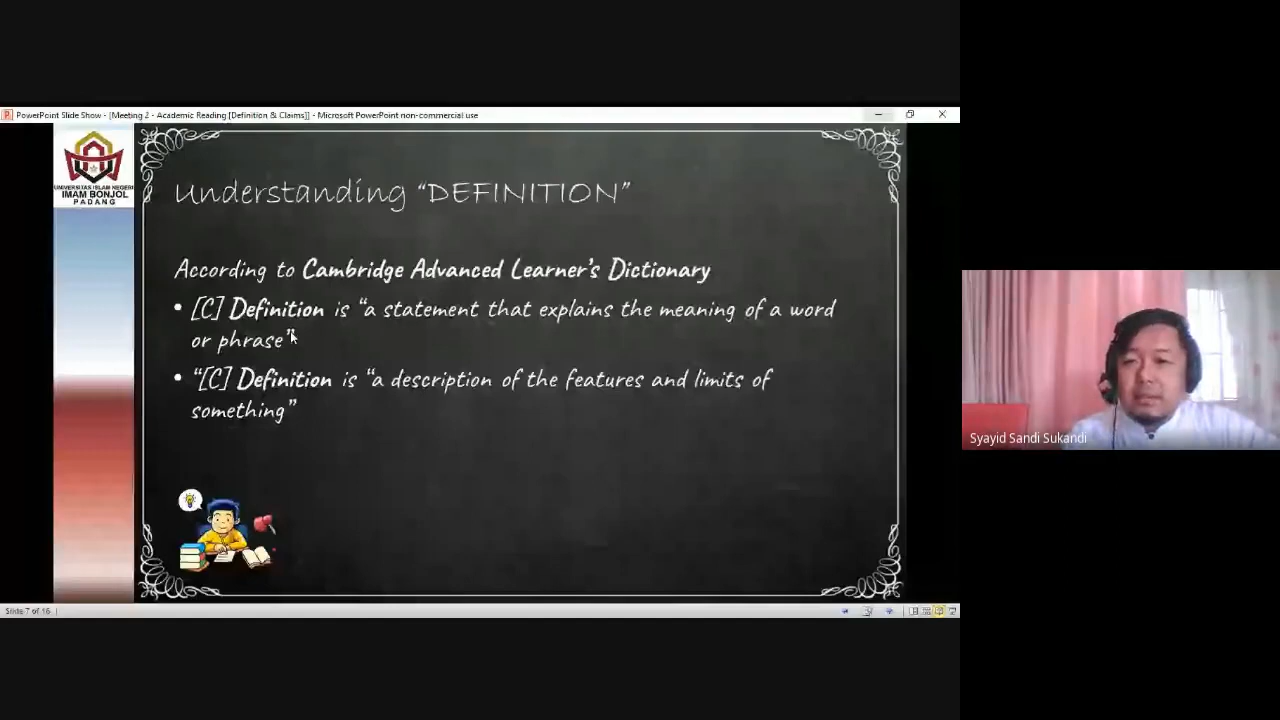 PowerPoint Slide Show - [Meeting 2 - Academic Reading [Definition & Claims]] - Microsoft PowerPoint non-commercial use
UNIVERSITAS ISLAM NEGERI
IMAM BONJOL
PADANG
Understanding “DEFINITION”
According to Cambridge Advanced Learner’s Dictionary
• [C] Definition is “a statement that explains the meaning of a word
or phrase”
• “[C] Definition is “a description of the features and limits of
something”
Syayid Sandi Sukandi
Slide 7 of 16